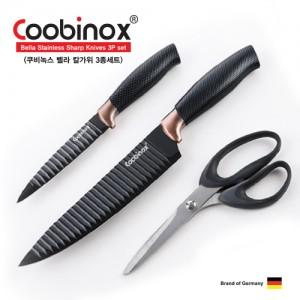 Coobinox®
Bella Stainless Sharp Knives 3P set
(쿠비녹스 벨라 칼가위 3종세트)
Coobinox
Coobinox
Brand of Germany